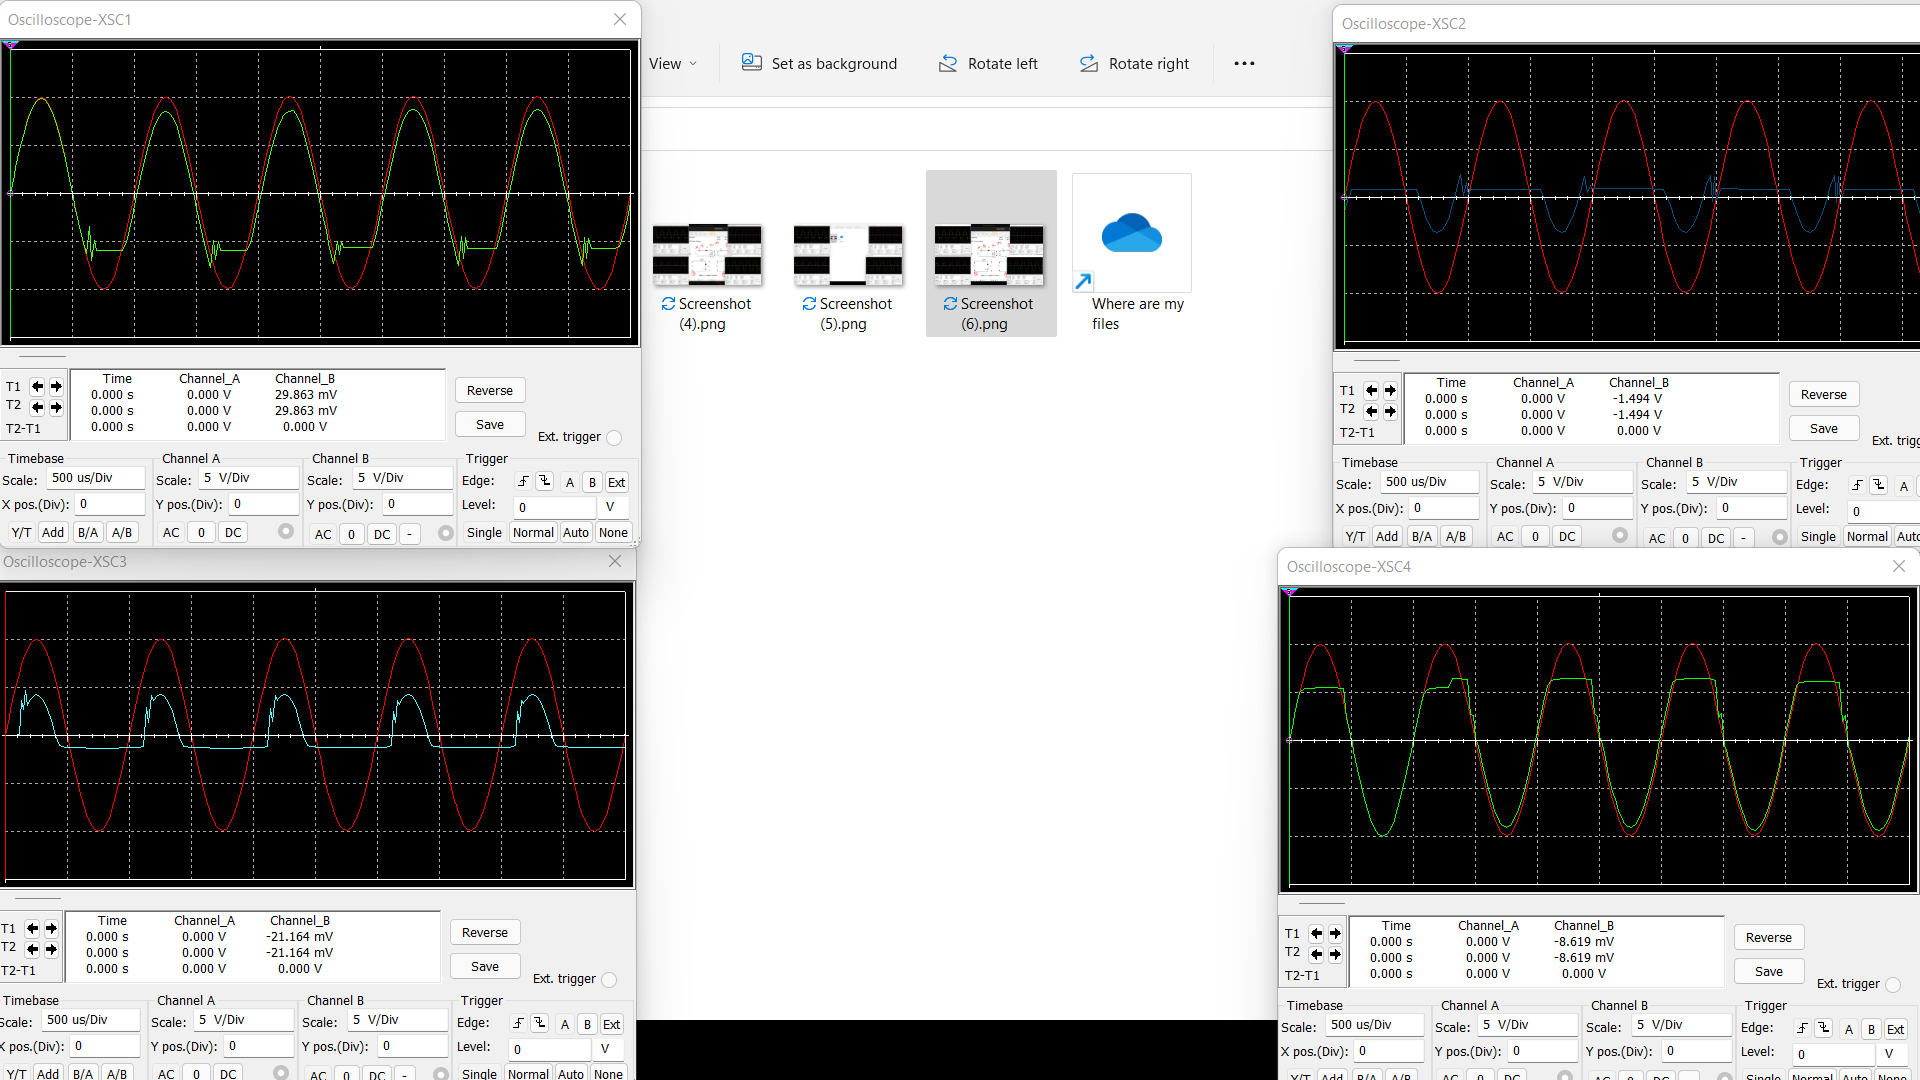 Oscilloscope-XSC1
View
Set as background
Rotate left
Rotate right
Oscilloscope-XSC2
Screenshot
(4).png
Screenshot
(5).png
Screenshot
(6).png
Where are my
files
T1
T2
T2-T1
Time Channel_A Channel_B
0.000 s 0.000 V 29.863 mV
0.000 s 0.000 V 29.863 mV
0.000 s 0.000 V 0.000 V
Reverse
Save
Ext. trigger
Timebase
Scale: 500 us/Div
X pos.(Div): 0
Y/T Add B/A A/B
Channel A
Scale: 5 V/Div
Y pos.(Div): 0
AC 0 DC
Channel B
Scale: 5 V/Div
Y pos.(Div): 0
AC 0 DC -
Trigger
Edge: A B Ext
Level: 0 V
Single Normal Auto None
T1
T2
T2-T1
Time Channel_A Channel_B
0.000 s 0.000 V -1.494 V
0.000 s 0.000 V -1.494 V
0.000 s 0.000 V 0.000 V
Reverse
Save
Ext. trigg
Timebase
Scale: 500 us/Div
X pos.(Div): 0
Y/T Add B/A A/B
Channel A
Scale: 5 V/Div
Y pos.(Div): 0
AC 0 DC
Channel B
Scale: 5 V/Div
Y pos.(Div): 0
AC 0 DC -
Trigger
Edge: A
Level: 0
Single Normal Auto
Oscilloscope-XSC3
T1
T2
T2-T1
Time Channel_A Channel_B
0.000 s 0.000 V -21.164 mV
0.000 s 0.000 V -21.164 mV
0.000 s 0.000 V 0.000 V
Reverse
Save
Ext. trigger
Timebase
Scale: 500 us/Div
X pos.(Div): 0
Y/T Add B/A A/B
Channel A
Scale: 5 V/Div
Y pos.(Div): 0
AC 0 DC
Channel B
Scale: 5 V/Div
Y pos.(Div): 0
AC 0 DC -
Trigger
Edge: A B Ext
Level: 0 V
Single Normal Auto None
Oscilloscope-XSC4
T1
T2
T2-T1
Time Channel_A Channel_B
0.000 s 0.000 V -8.619 mV
0.000 s 0.000 V -8.619 mV
0.000 s 0.000 V 0.000 V
Reverse
Save
Ext. trigger
Timebase
Scale: 500 us/Div
X pos.(Div): 0
Y/T Add B/A A/B
Channel A
Scale: 5 V/Div
Y pos.(Div): 0
AC 0 DC
Channel B
Scale: 5 V/Div
Y pos.(Div): 0
AC 0 DC
Trigger
Edge: A B Ext
Level: 0 V
Single Normal Auto None